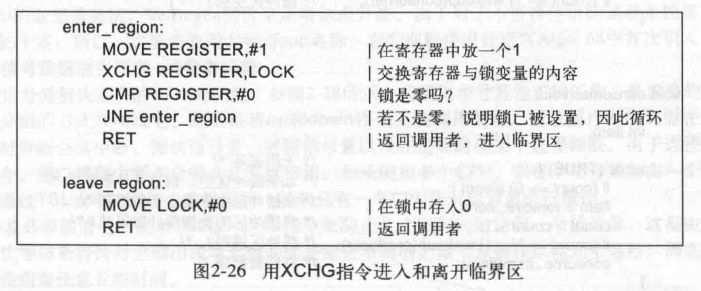 enter_region:
MOVE REGISTER,#1 | 在寄存器中放一个1
XCHG REGISTER,LOCK | 交换寄存器与锁变量的内容
CMP REGISTER,#0 | 锁是零吗？
JNE enter_region | 若不是零，说明锁已被设置，因此循环
RET | 返回调用者，进入临界区
leave_region:
MOVE LOCK,#0 | 在锁中存入0
RET | 返回调用者
图2-26 用XCHG指令进入和离开临界区